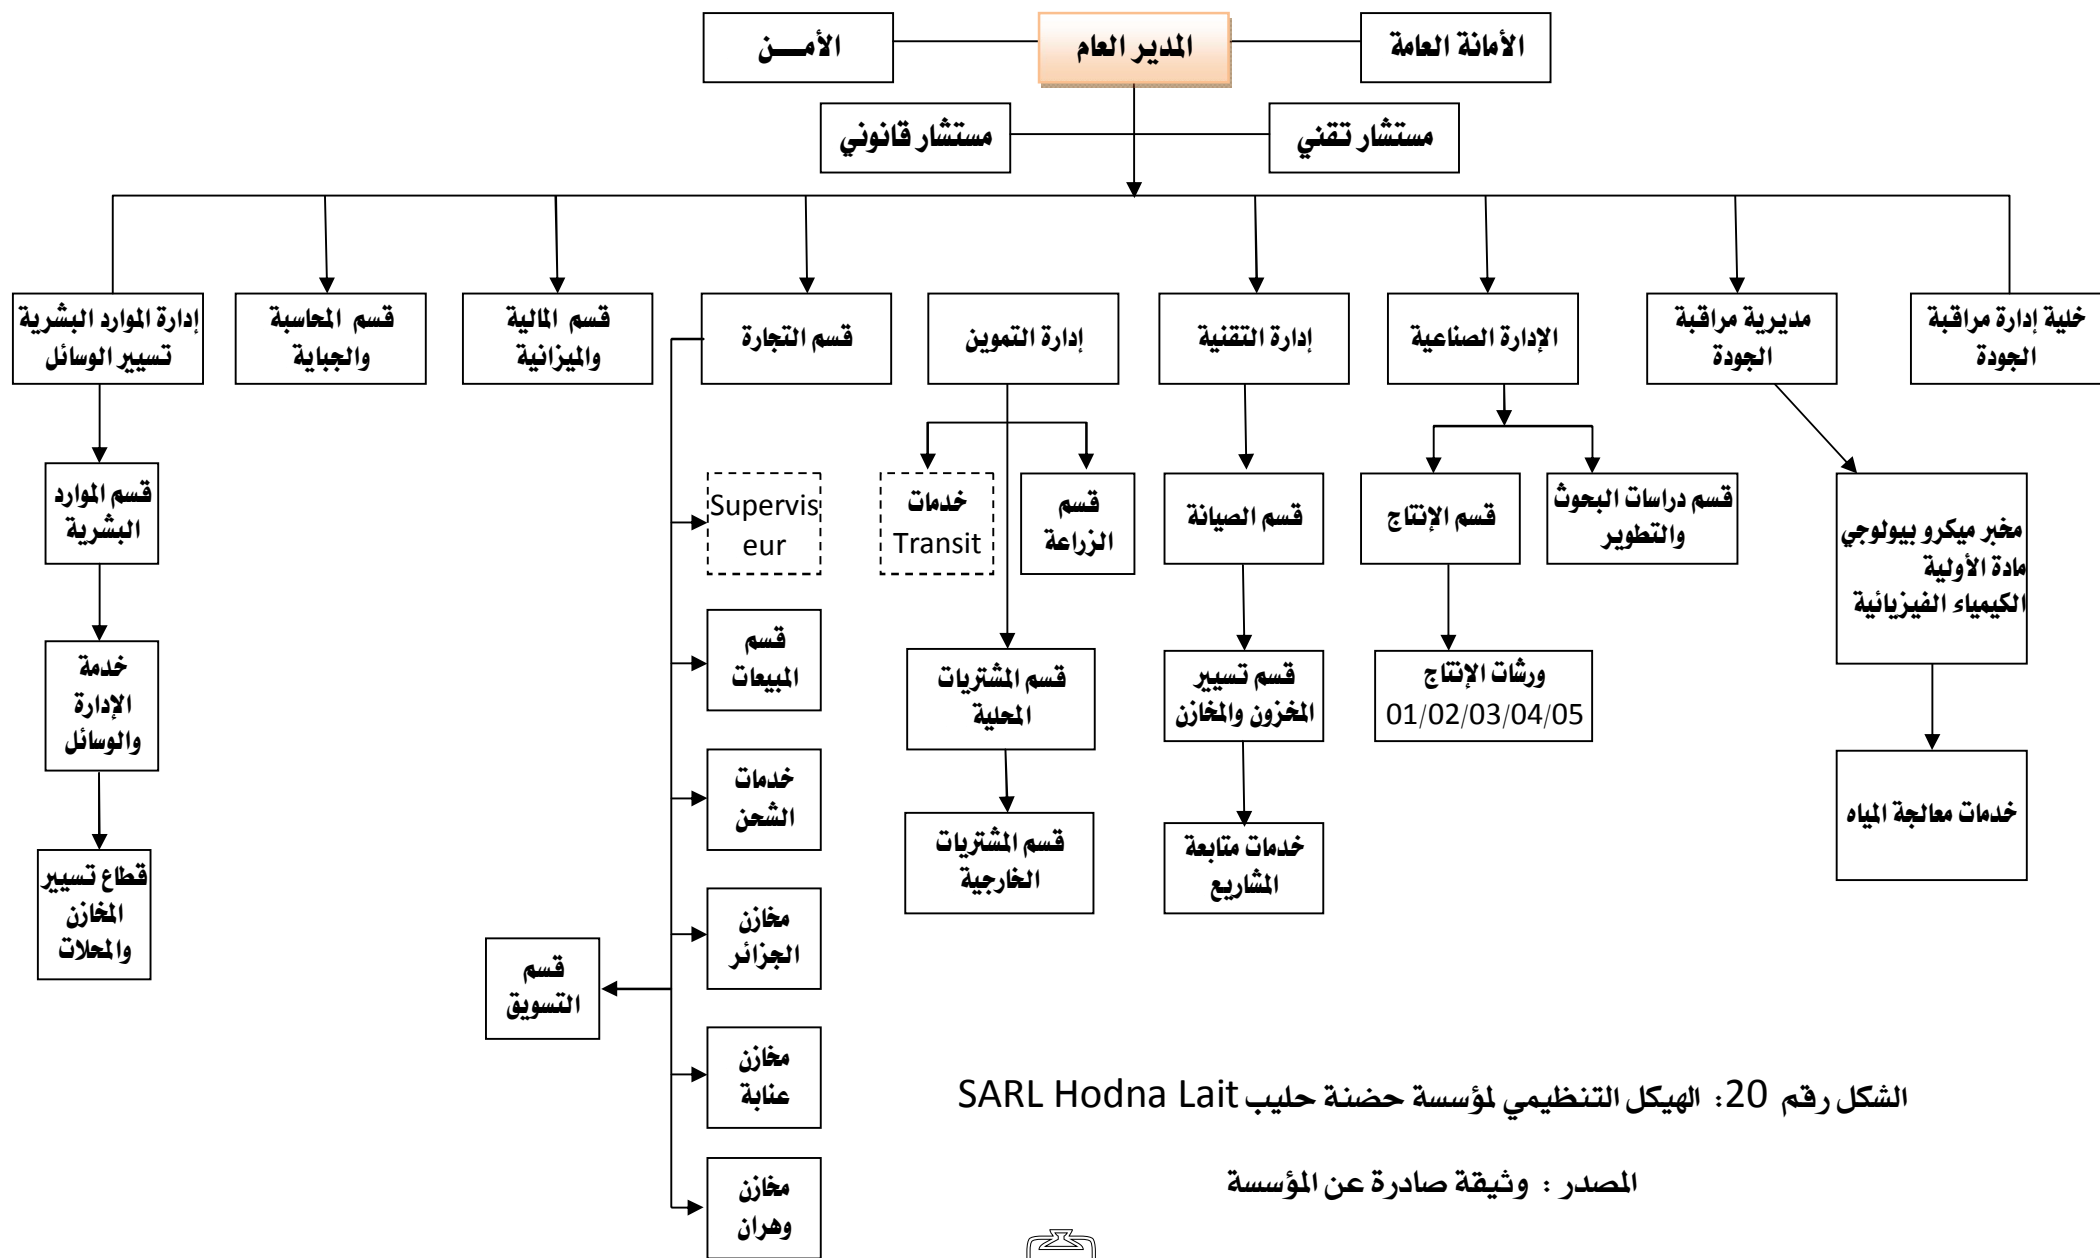 الأمانة العامة
المدير العام
الأمـــن
مستشار تقني
مستشار قانوني
خلية إدارة مراقبة
الجودة
مديرية مراقبة
الجودة
الإدارة الصناعية
إدارة التقنية
إدارة التموين
قسم التجارة
قسم المالية
والميزانية
قسم المحاسبة
والجباية
إدارة الموارد البشرية
تسيير الوسائل
مخبر ميكرو بيولوجي
مادة الأولية
الكيمياء الفيزيائية
خدمات معالجة المياه
قسم دراسات البحوث
والتطوير
قسم الإنتاج
ورشات الإنتاج
01/02/03/04/05
قسم الصيانة
قسم تسيير
المخزون والمخازن
خدمات متابعة
المشاريع
قسم
الزراعة
خدمات
Transit
قسم المشتريات
المحلية
قسم المشتريات
الخارجية
Supervis
eur
قسم
المبيعات
خدمات
الشحن
مخازن
الجزائر
مخازن
عنابة
مخازن
وهران
قسم
التسويق
قسم الموارد
البشرية
خدمة
الإدارة
والوسائل
قطاع تسيير
المخازن
والمحلات
الشكل رقم 20: الهيكل التنظيمي لمؤسسة حضنة حليب SARL Hodna Lait
المصدر : وثيقة صادرة عن المؤسسة